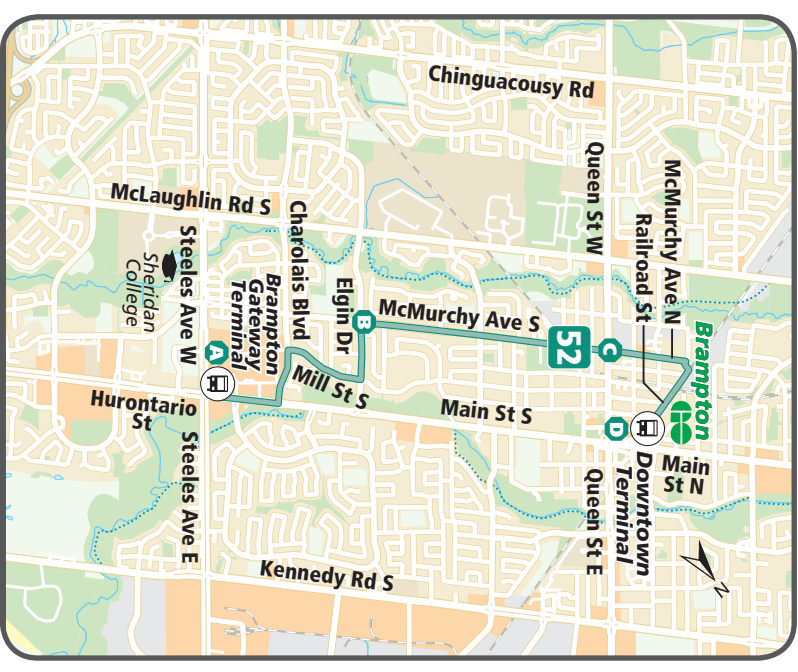 Chinguacousy Rd
McLaughlin Rd S
Queen St W
McMurchy Ave N
Railroad St
Charolais Blvd
Steeles Ave W
Sheridan
College
Brampton
Gateway
Terminal
A
Elgin Dr
B
McMurchy Ave S
52
C
Brampton
GO
Mill St S
Hurontario
St
Main St S
D
Main
St N
Downtown
Terminal
Steeles Ave E
Queen St E
Kennedy Rd S
N